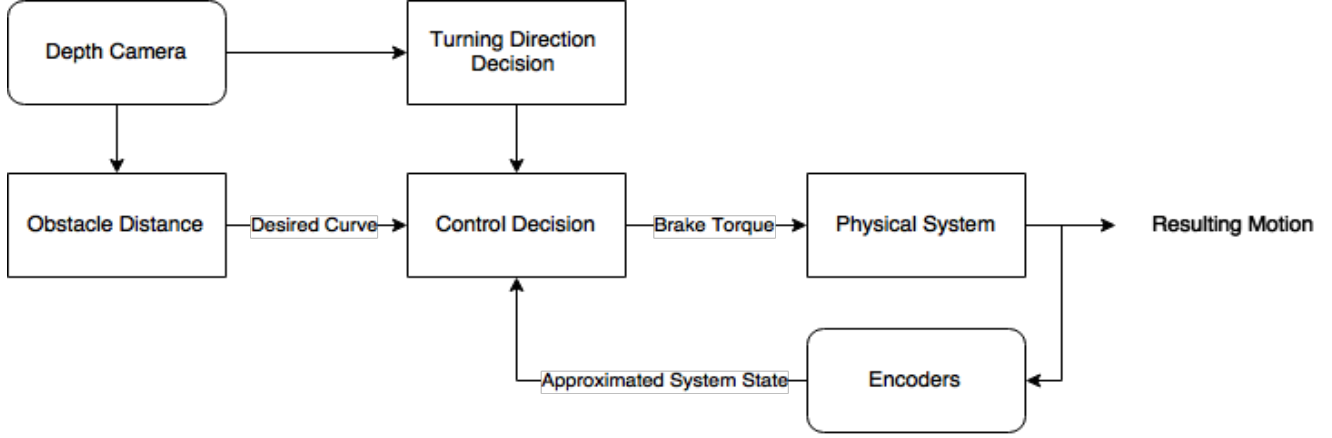 Depth Camera
Turning Direction
Decision
Obstacle Distance
Desired Curve
Control Decision
Brake Torque
Physical System
Resulting Motion
Approximated System State
Encoders